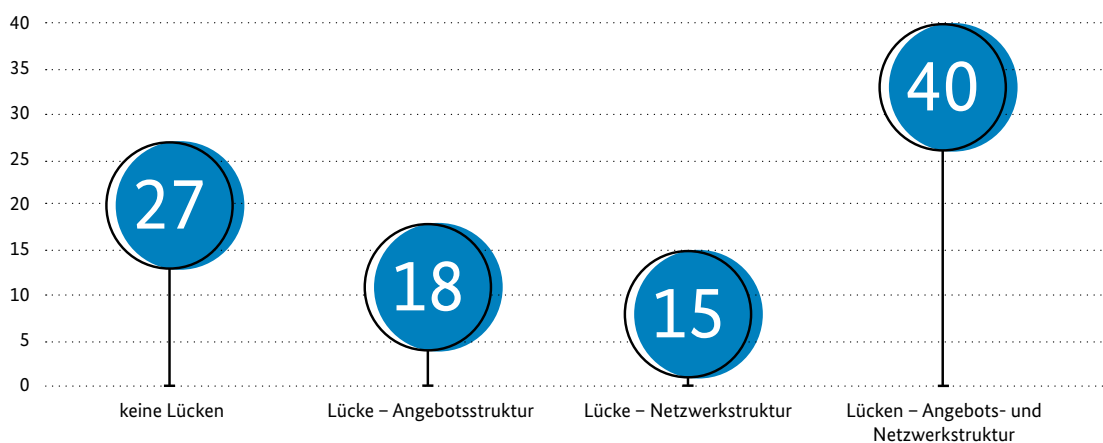 40
35
30
25
20
15
10
5
0
27
18
15
40
keine Lücken
Lücke – Angebotsstruktur
Lücke – Netzwerkstruktur
Lücken – Angebots- und
Netzwerkstruktur